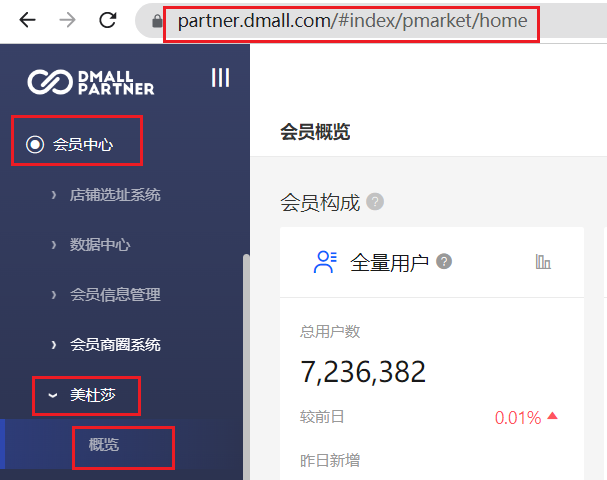 partner.dmall.com/#index/pmarket/home
DMALL
PARTNER
会员中心
店铺选址系统
数据中心
会员信息管理
会员商圈系统
美杜莎
概览
会员概览
会员构成 ?
全量用户 ?
总用户数
7,236,382
较前日 0.01%
昨日新增